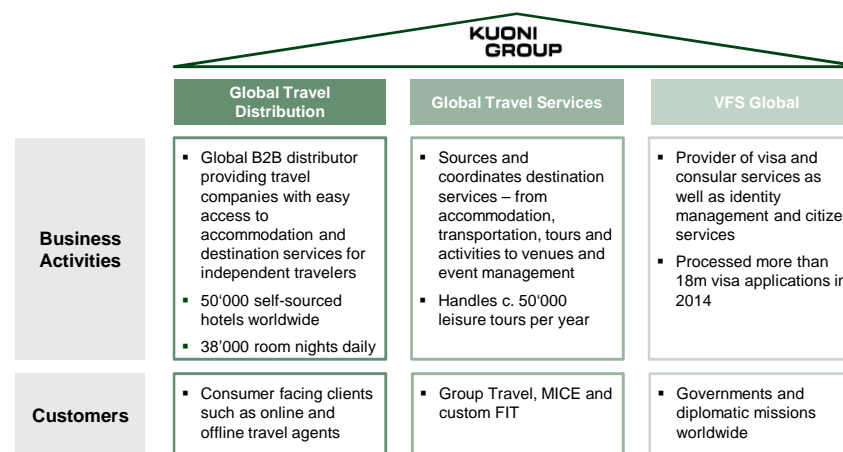 KUONI
GROUP
Global Travel
Distribution
Global Travel Services
VFS Global
Business
Activities
▪ Global B2B distributor
providing travel
companies with easy
access to
accommodation and
destination services for
independent travelers
▪ 50‘000 self-sourced
hotels worldwide
▪ 38’000 room nights daily
▪ Sources and
coordinates destination
services – from
accommodation,
transportation, tours and
activities to venues and
event management
▪ Handles c. 50‘000
leisure tours per year
▪ Provider of visa and
consular services as
well as identity
management and citize
services
▪ Processed more than
18m visa applications in
2014
Customers
▪ Consumer facing clients
such as online and
offline travel agents
▪ Group Travel, MICE and
custom FIT
▪ Governments and
diplomatic missions
worldwide